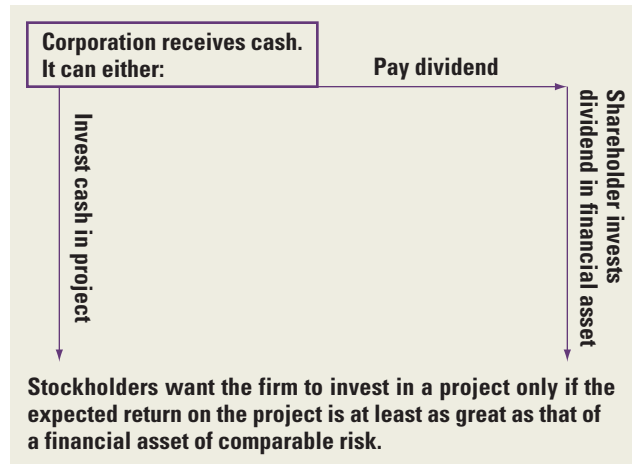 Corporation receives cash.
It can either:
Pay dividend
Invest cash in project
Shareholder invests
dividend in financial asset
Stockholders want the firm to invest in a project only if the
expected return on the project is at least as great as that of
a financial asset of comparable risk.